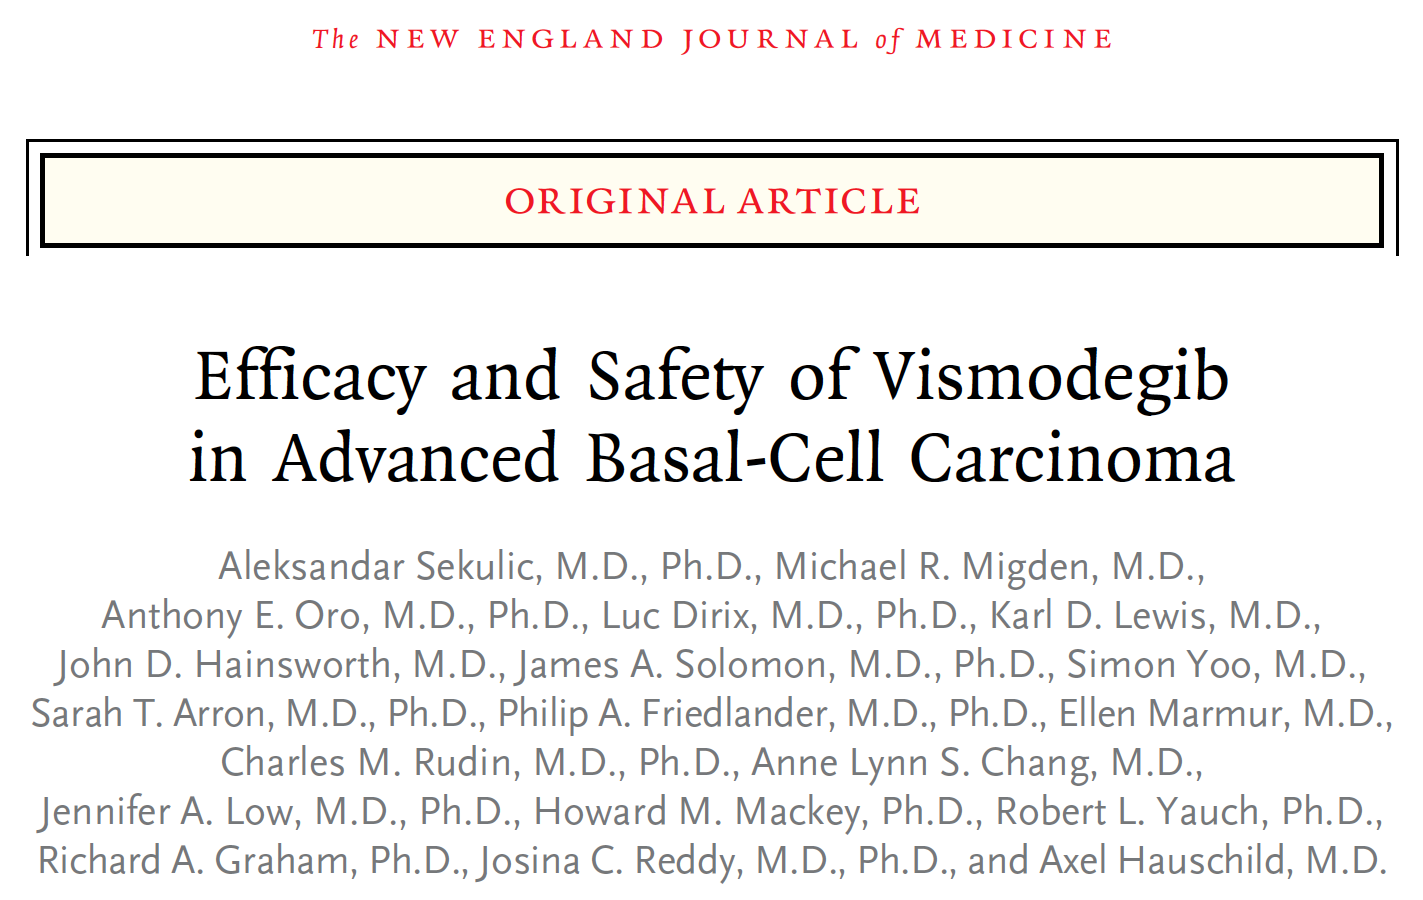 The NEW ENGLAND JOURNAL of MEDICINE
ORIGINAL ARTICLE
Efficacy and Safety of Vismodegib
in Advanced Basal-Cell Carcinoma
Aleksandar Sekulic, M.D., Ph.D., Michael R. Migden, M.D.,
Anthony E. Oro, M.D., Ph.D., Luc Dirix, M.D., Ph.D., Karl D. Lewis, M.D.,
John D. Hainsworth, M.D., James A. Solomon, M.D., Ph.D., Simon Yoo, M.D.,
Sarah T. Arron, M.D., Ph.D., Philip A. Friedlander, M.D., Ph.D., Ellen Marmur, M.D.,
Charles M. Rudin, M.D., Ph.D., Anne Lynn S. Chang, M.D.,
Jennifer A. Low, M.D., Ph.D., Howard M. Mackey, Ph.D., Robert L. Yauch, Ph.D.,
Richard A. Graham, Ph.D., Josina C. Reddy, M.D., Ph.D., and Axel Hauschild, M.D.